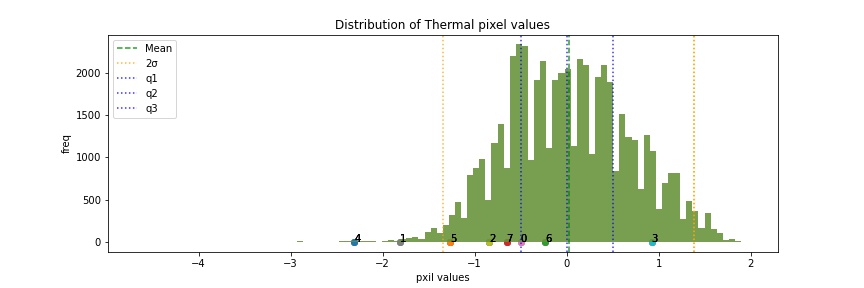 Distribution of Thermal pixel values
Mean
2σ
q1
q2
q3
freq
2000
1500
1000
500
0
4 1 5 2 7 0 6 3
−4 −3 −2 −1 0 1 2
pxil values